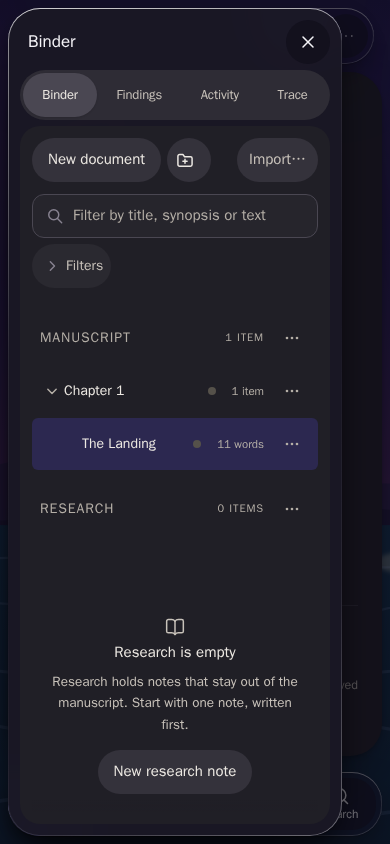 Binder
Binder
Findings
Activity
Trace
New document
Import···
Filter by title, synopsis or text
Filters
MANUSCRIPT
1 ITEM
Chapter 1
1 item
The Landing
11 words
RESEARCH
0 ITEMS
Research is empty
Research holds notes that stay out of the
manuscript. Start with one note, written
first.
New research note